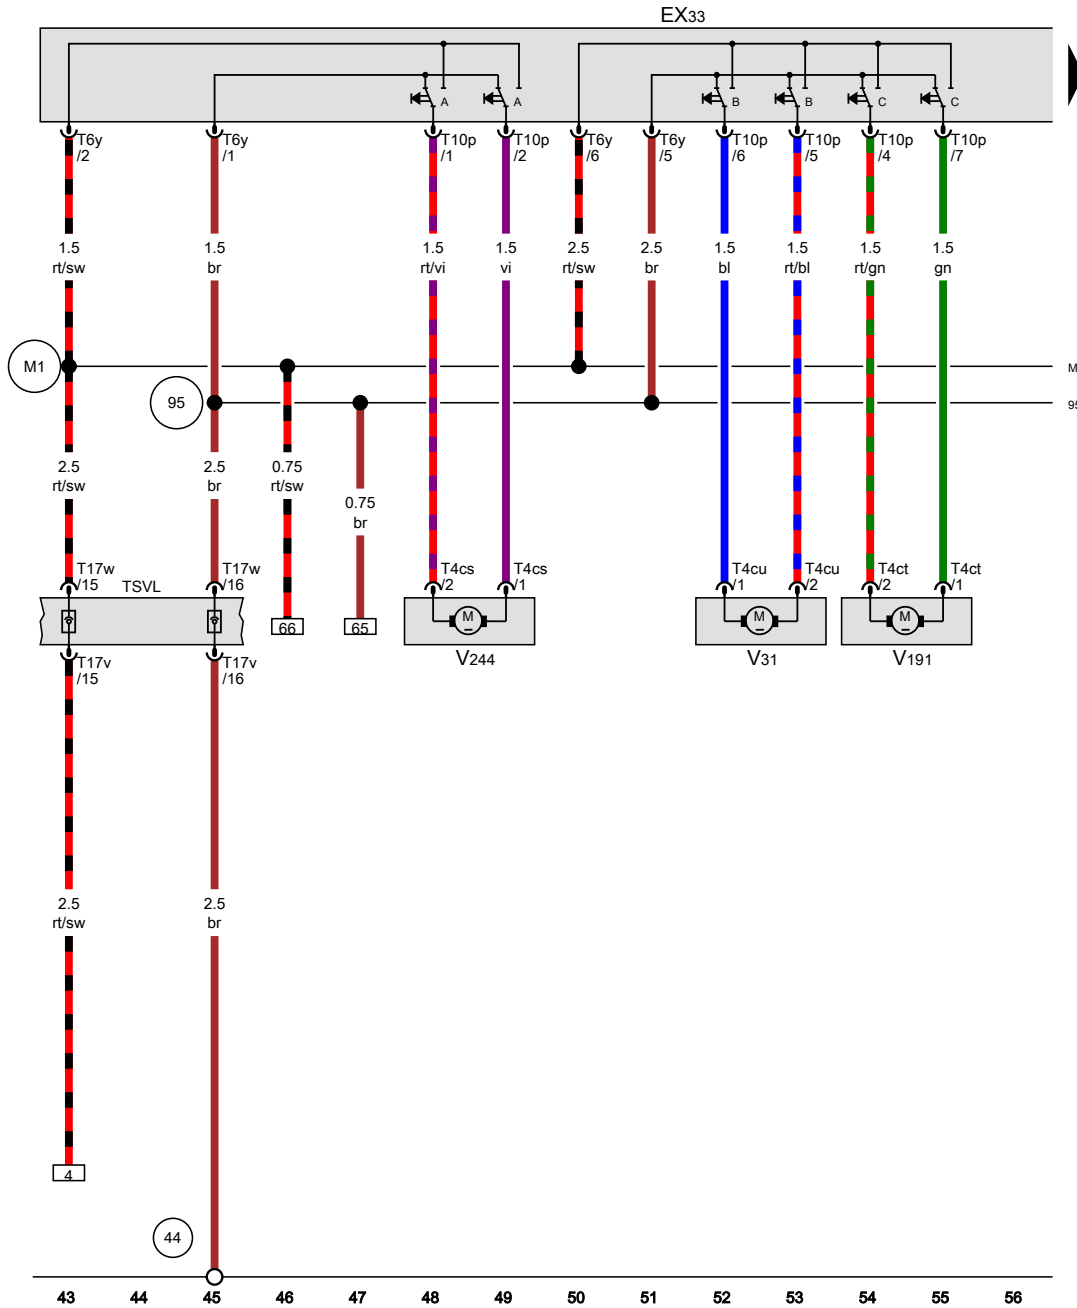 EX33
A A B B C C
T6y T6y T10p T10p T6y T6y T10p T10p T10p T10p
/2 /1 /1 /2 /6 /5 /6 /5 /4 /7
1.5 1.5 1.5 1.5 2.5 2.5 1.5 1.5 1.5 1.5
rt/sw br rt/vi vi rt/sw br bl rt/bl rt/gn gn
M1 M
95 95
2.5 2.5 0.75
rt/sw br rt/sw
0.75
br
T17w T17w T4cs T4cs T4cu T4cu T4ct T4ct
/15 /16 /2 /1 /1 /2 /2 /1
TSVL
M M M
66 65
V244 V31 V191
T17v T17v
/15 /16
2.5 2.5
rt/sw br
4
44
43 44 45 46 47 48 49 50 51 52 53 54 55 56